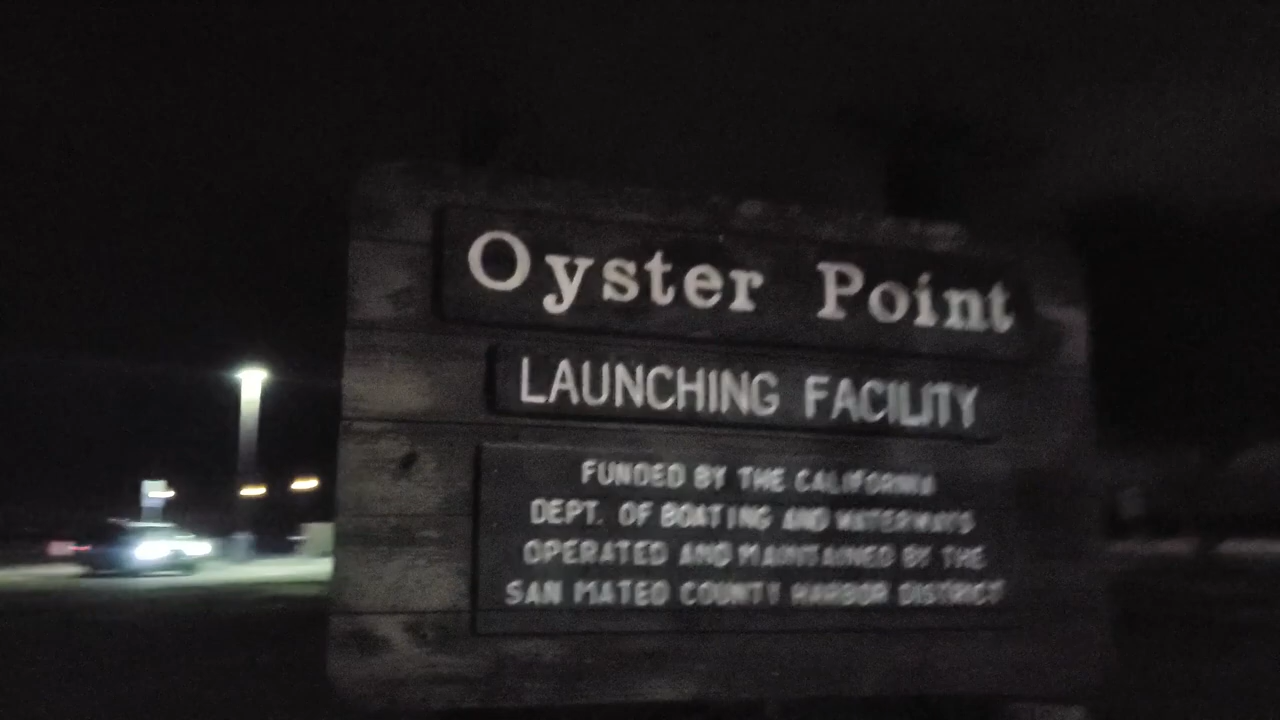 Oyster Point
LAUNCHING FACILITY
FUNDED BY THE CALIFORNIA
DEPT. OF BOATING AND WATERWAYS
OPERATED AND MAINTAINED BY THE
SAN MATEO COUNTY HARBOR DISTRICT